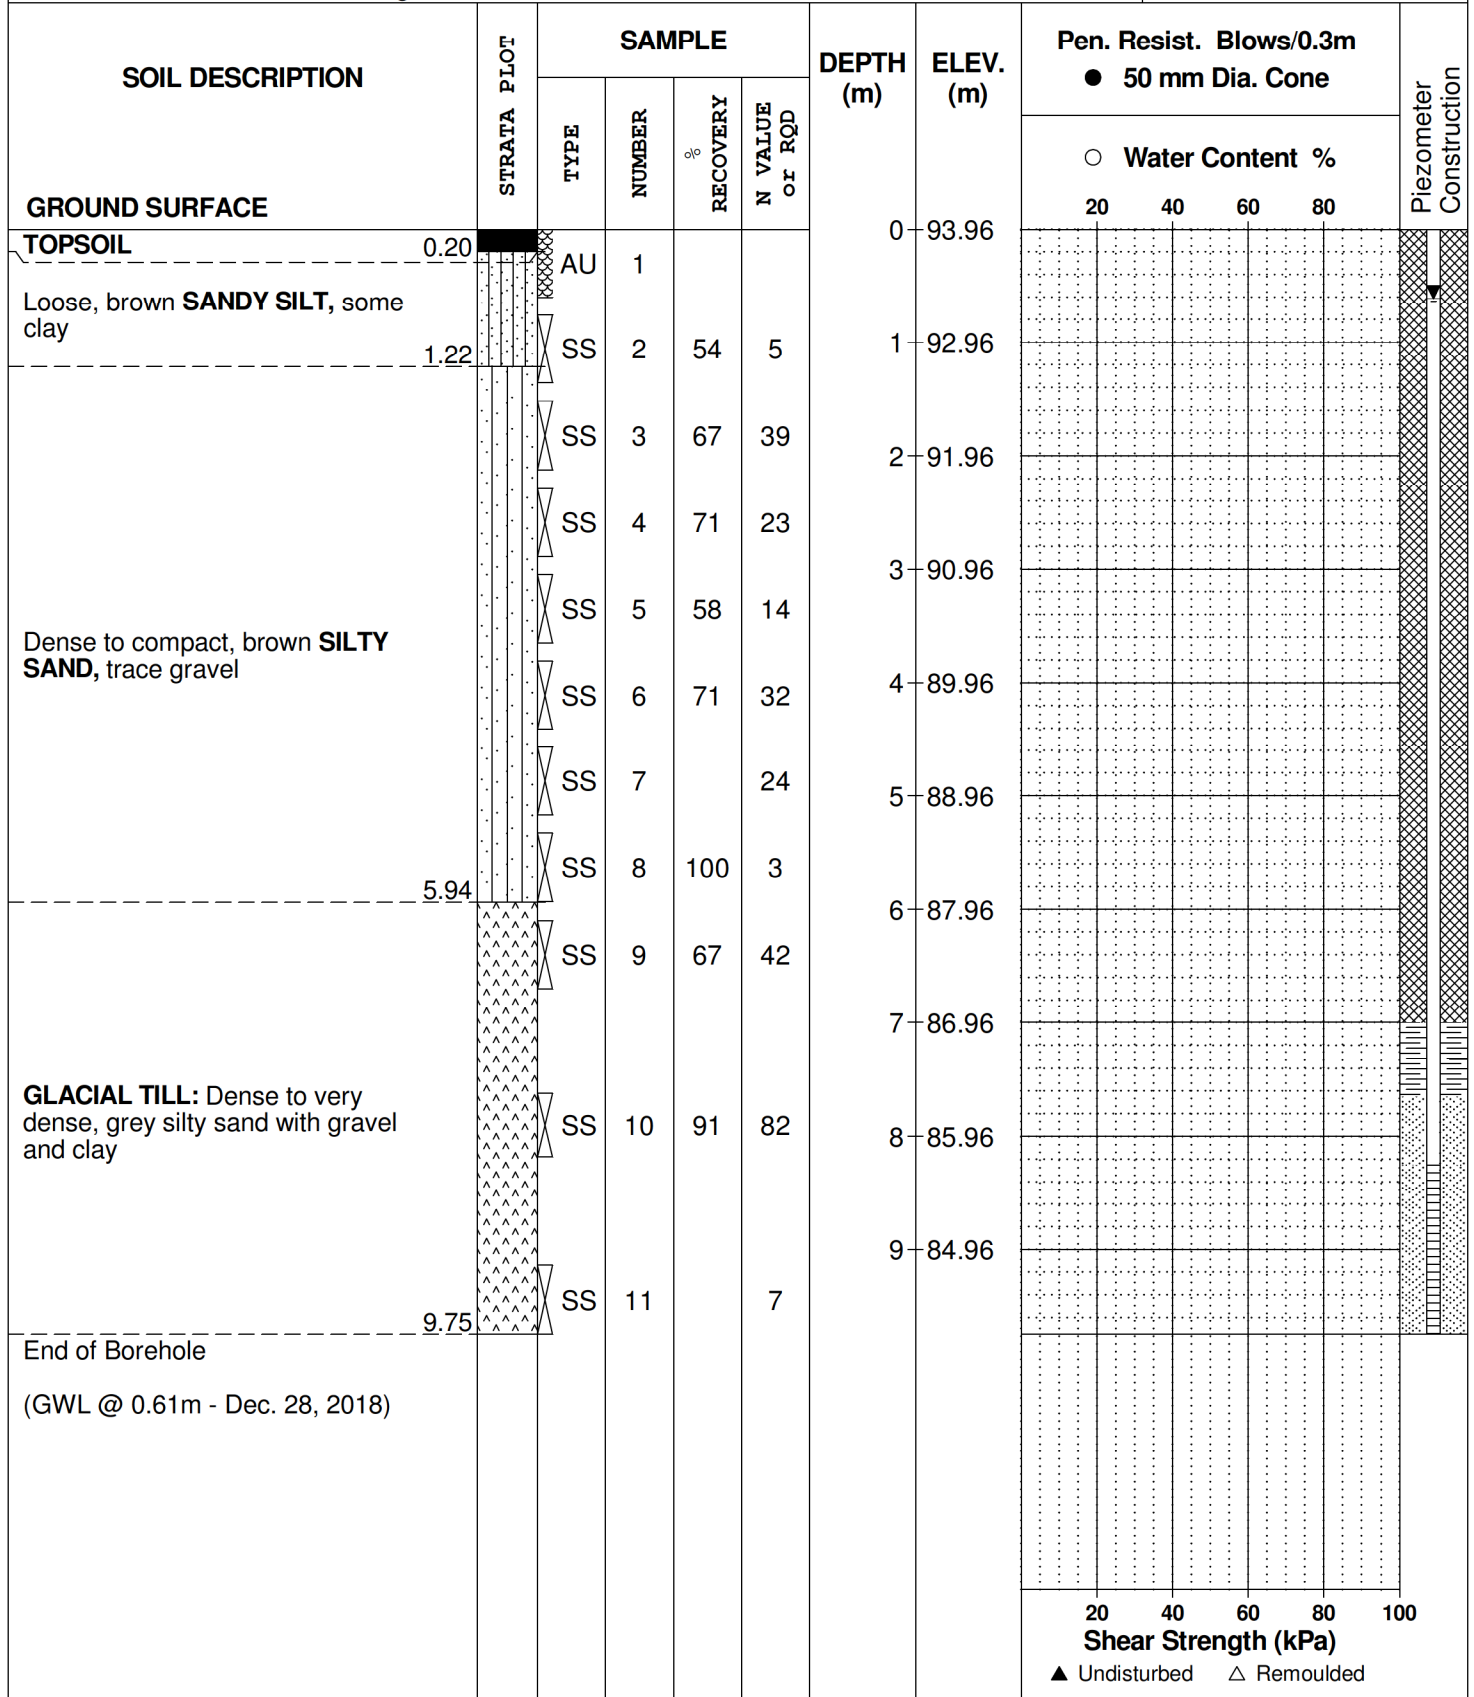 SOIL DESCRIPTION
GROUND SURFACE
STRATA PLOT
SAMPLE
TYPE
NUMBER
% RECOVERY
N VALUE or RQD
DEPTH (m)
ELEV. (m)
Pen. Resist. Blows/0.3m
● 50 mm Dia. Cone
○ Water Content %
20 40 60 80
Piezometer Construction
TOPSOIL 0.20
0 93.96
AU 1
Loose, brown SANDY SILT, some
clay
1.22
SS 2 54 5
1 92.96
SS 3 67 39
2 91.96
SS 4 71 23
3 90.96
SS 5 58 14
Dense to compact, brown SILTY
SAND, trace gravel
SS 6 71 32
4 89.96
SS 7 24
5 88.96
SS 8 100 3
5.94
6 87.96
SS 9 67 42
7 86.96
GLACIAL TILL: Dense to very
dense, grey silty sand with gravel
and clay
SS 10 91 82
8 85.96
9 84.96
SS 11 7
9.75
End of Borehole
(GWL @ 0.61m - Dec. 28, 2018)
20 40 60 80 100
Shear Strength (kPa)
▲ Undisturbed △ Remoulded